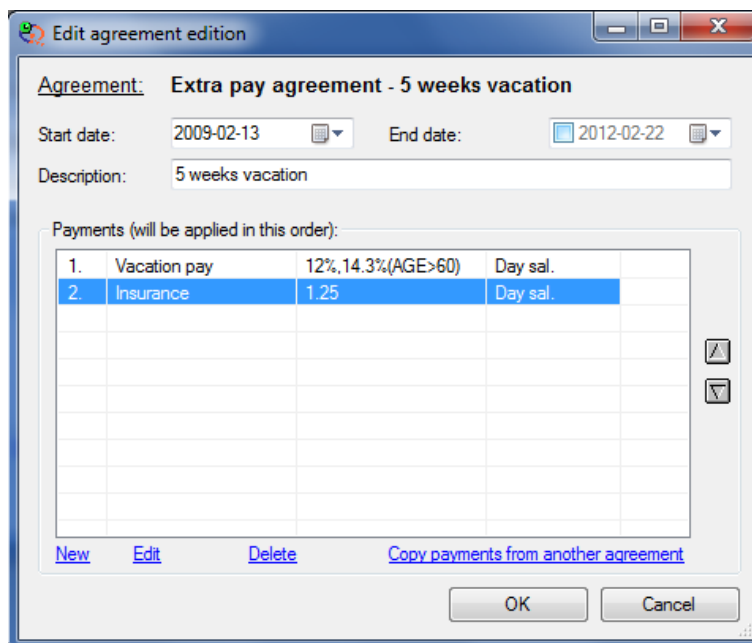 Edit agreement edition
Agreement: Extra pay agreement - 5 weeks vacation
Start date: 2009-02-13 End date: 2012-02-22
Description: 5 weeks vacation
Payments (will be applied in this order):
1. Vacation pay 12%,14.3%(AGE>60) Day sal.
2. Insurance 1.25 Day sal.
New Edit Delete Copy payments from another agreement
OK Cancel